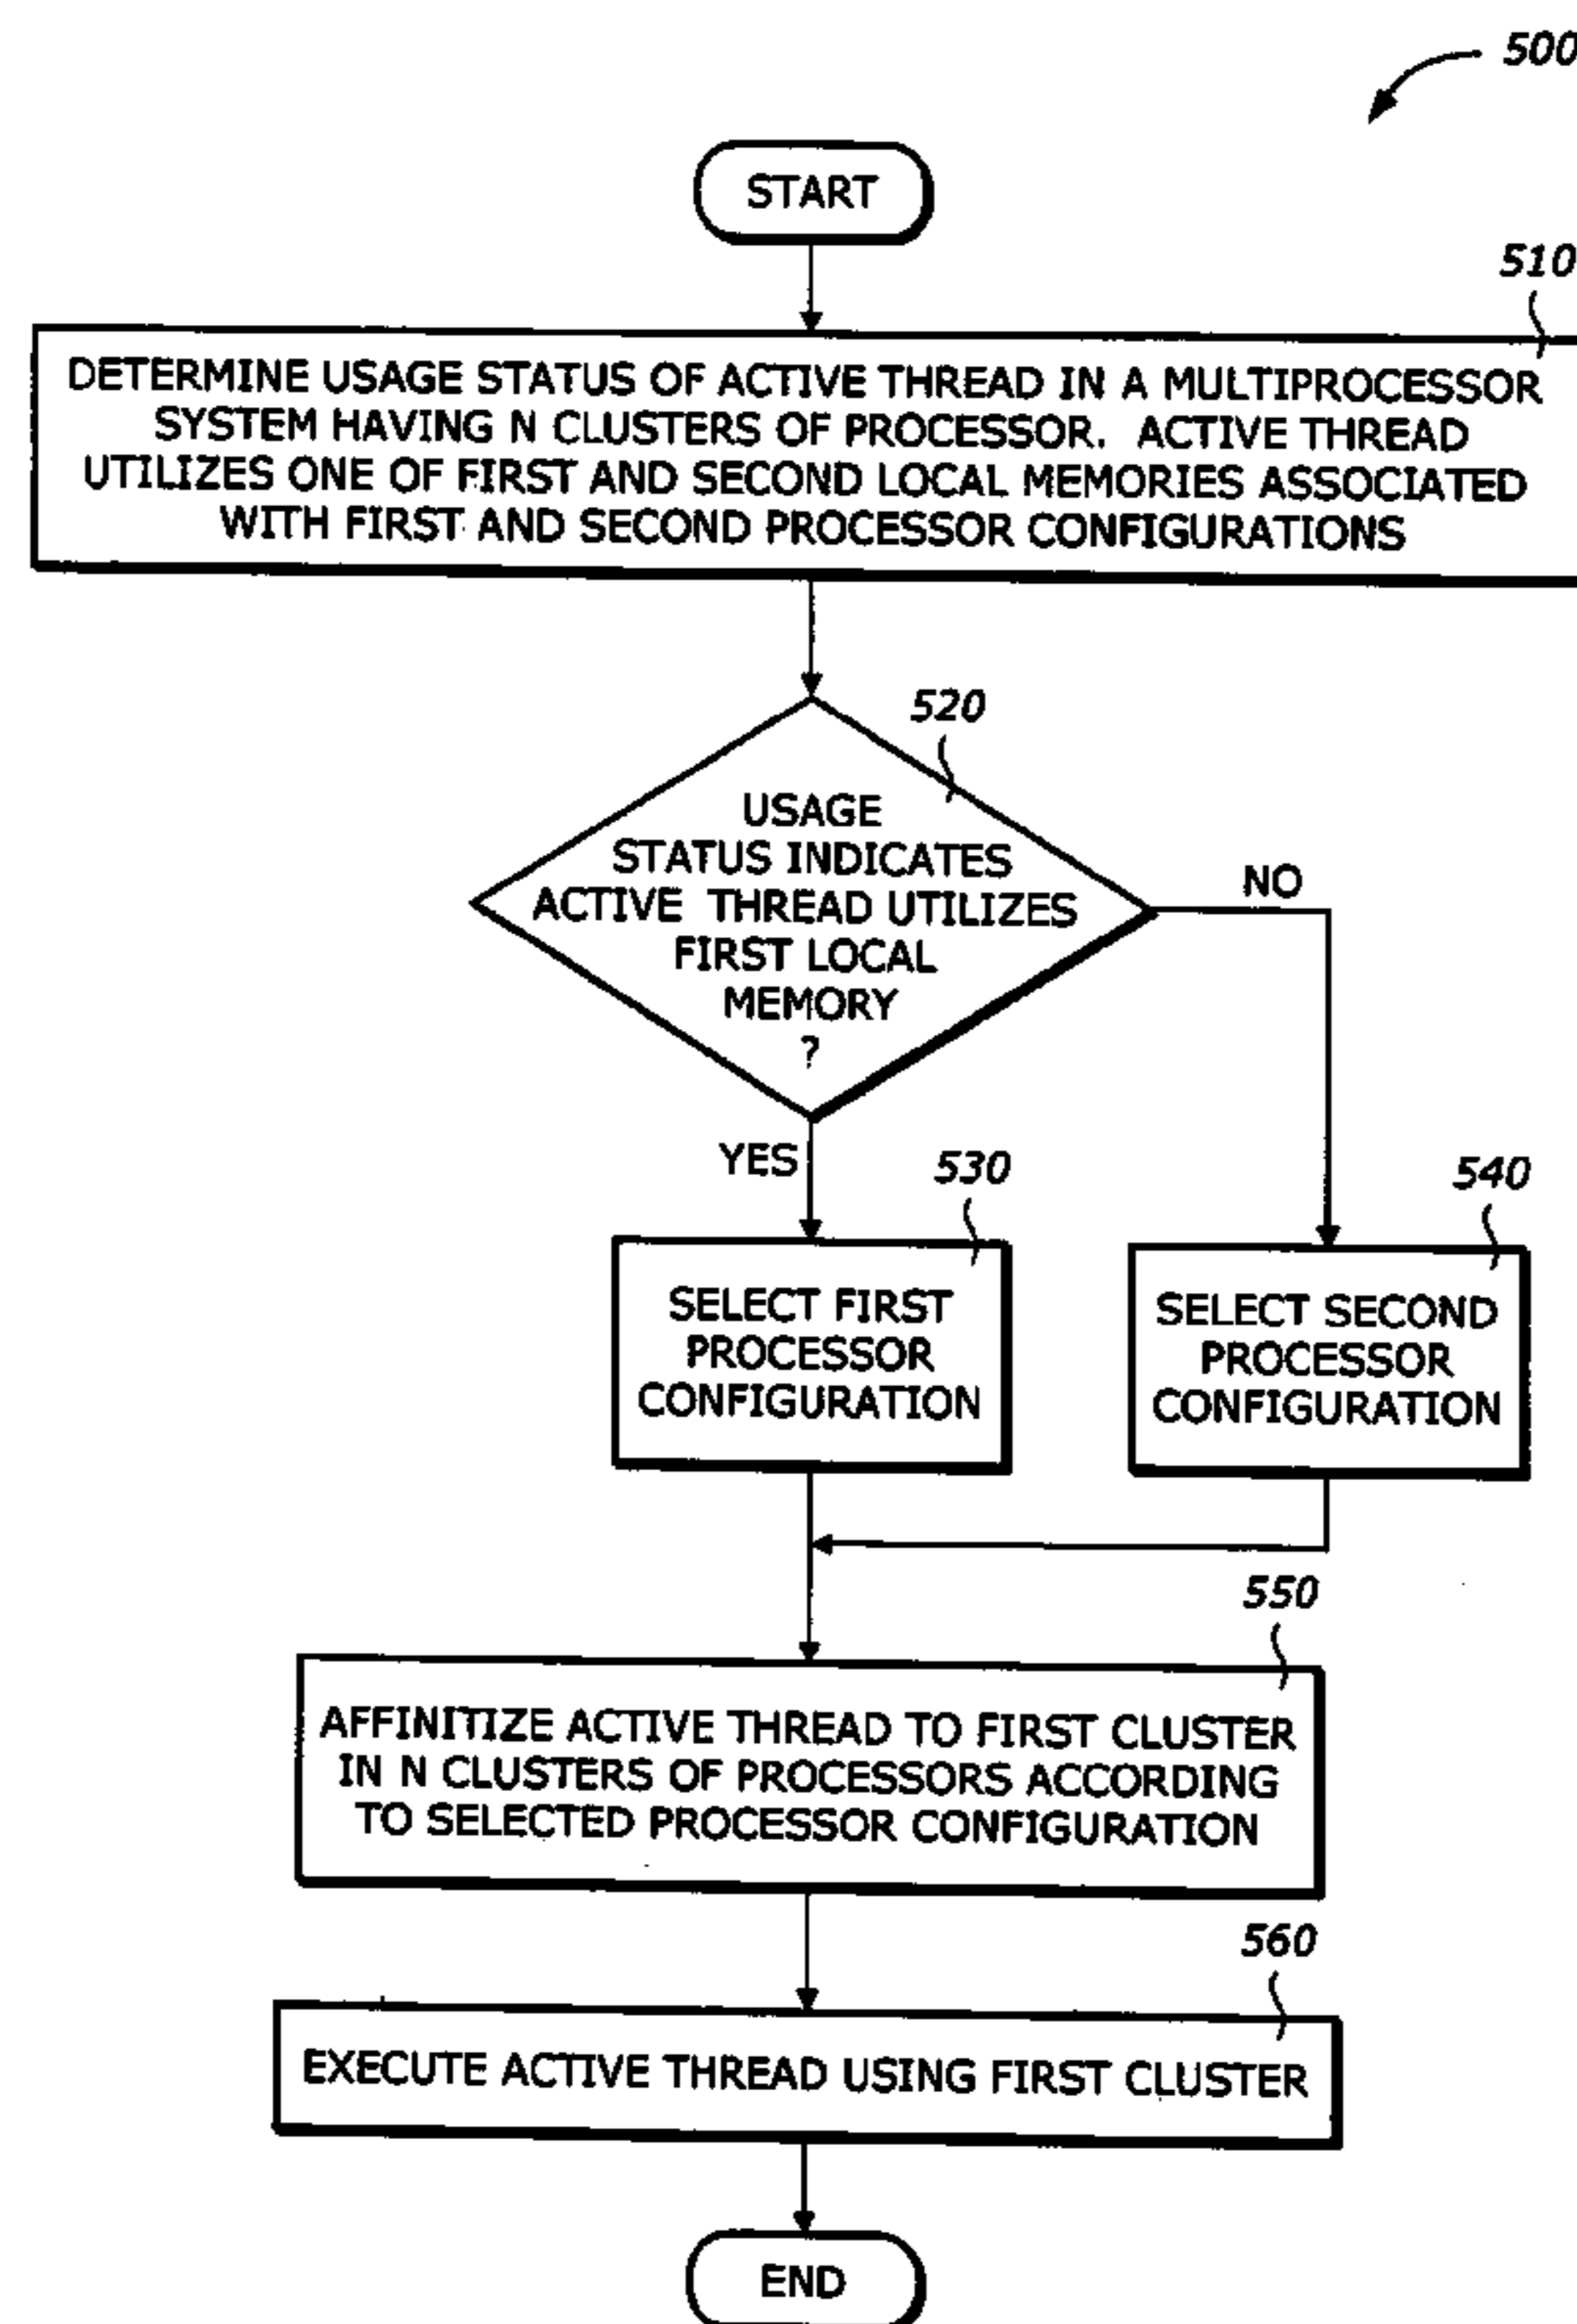 500
START
510
DETERMINE USAGE STATUS OF ACTIVE THREAD IN A MULTIPROCESSOR
SYSTEM HAVING N CLUSTERS OF PROCESSOR. ACTIVE THREAD
UTILIZES ONE OF FIRST AND SECOND LOCAL MEMORIES ASSOCIATED
WITH FIRST AND SECOND PROCESSOR CONFIGURATIONS
520
USAGE
STATUS INDICATES
ACTIVE THREAD UTILIZES
FIRST LOCAL
MEMORY
?
NO
YES
530
SELECT FIRST
PROCESSOR
CONFIGURATION
540
SELECT SECOND
PROCESSOR
CONFIGURATION
550
AFFINITIZE ACTIVE THREAD TO FIRST CLUSTER
IN N CLUSTERS OF PROCESSORS ACCORDING
TO SELECTED PROCESSOR CONFIGURATION
560
EXECUTE ACTIVE THREAD USING FIRST CLUSTER
END